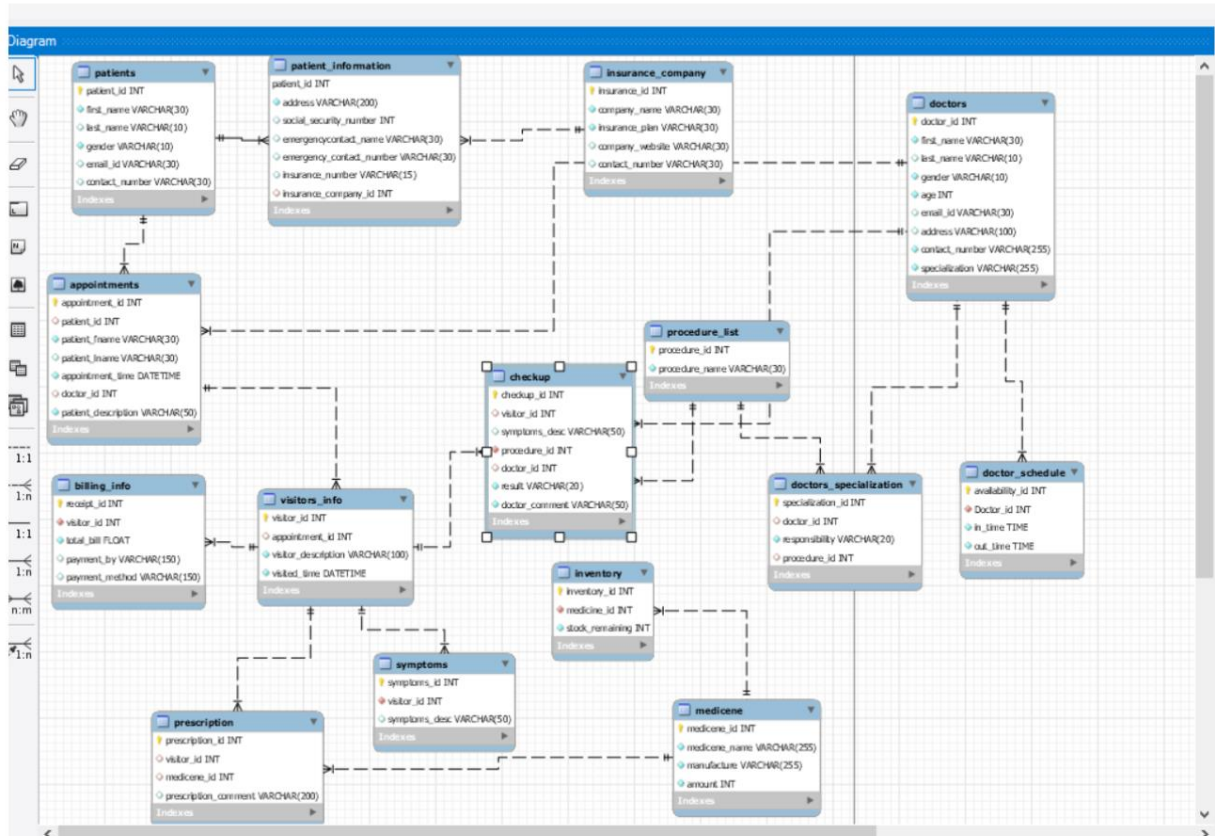 Diagram
patients
patient_id INT
first_name VARCHAR(30)
last_name VARCHAR(10)
gender VARCHAR(10)
email_id VARCHAR(30)
contact_number VARCHAR(30)
Indexes
patient_information
patient_id INT
address VARCHAR(200)
social_security_number INT
emergencycontact_name VARCHAR(30)
emergency_contact_number VARCHAR(30)
insurance_number VARCHAR(15)
insurance_company_id INT
Indexes
insurance_company
insurance_id INT
company_name VARCHAR(30)
insurance_plan VARCHAR(30)
company_website VARCHAR(30)
contact_number VARCHAR(30)
Indexes
doctors
doctor_id INT
first_name VARCHAR(30)
last_name VARCHAR(10)
gender VARCHAR(10)
age INT
email_id VARCHAR(30)
address VARCHAR(100)
contact_number VARCHAR(255)
specialization VARCHAR(255)
Indexes
appointments
appointment_id INT
patient_id INT
patient_fname VARCHAR(30)
patient_lname VARCHAR(30)
appointment_time DATETIME
doctor_id INT
patient_description VARCHAR(50)
Indexes
procedure_list
procedure_id INT
procedure_name VARCHAR(30)
Indexes
checkup
checkup_id INT
visitor_id INT
symptoms_desc VARCHAR(50)
procedure_id INT
doctor_id INT
result VARCHAR(20)
doctor_comment VARCHAR(50)
Indexes
billing_info
receipt_id INT
visitor_id INT
total_bill FLOAT
payment_by VARCHAR(150)
payment_method VARCHAR(150)
Indexes
visitors_info
visitor_id INT
appointment_id INT
visitor_description VARCHAR(100)
visited_time DATETIME
Indexes
doctors_specialization
specialization_id INT
doctor_id INT
responsibility VARCHAR(20)
procedure_id INT
Indexes
doctor_schedule
availability_id INT
Doctor_id INT
in_time TIME
out_time TIME
Indexes
inventory
inventory_id INT
medicine_id INT
stock_remaining INT
Indexes
symptoms
symptoms_id INT
visitor_id INT
symptoms_desc VARCHAR(50)
Indexes
prescription
prescription_id INT
visitor_id INT
medicene_id INT
prescription_comment VARCHAR(200)
Indexes
medicene
medicene_id INT
medicene_name VARCHAR(255)
manufacture VARCHAR(255)
amount INT
Indexes
1:1
1:n
1:1
1:n
n:m
1:n